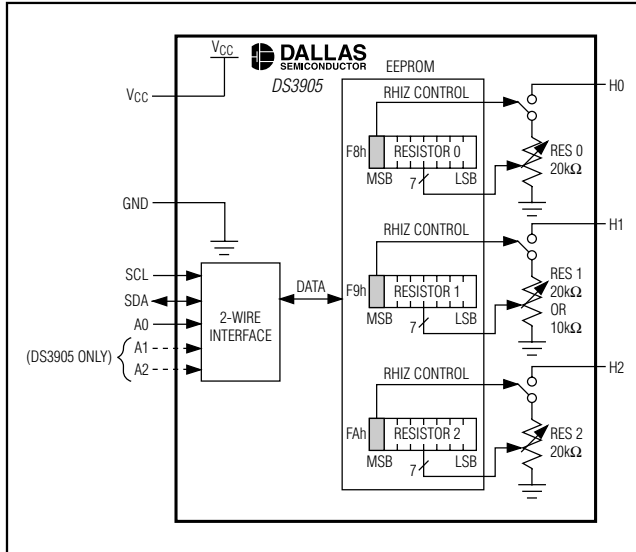 VCC
DALLAS
SEMICONDUCTOR
DS3905
EEPROM
VCC
RHIZ CONTROL
H0
F8h
RESISTOR 0
MSB
LSB
7
RES 0
20kΩ
GND
RHIZ CONTROL
H1
F9h
RESISTOR 1
MSB
LSB
7
RES 1
20kΩ
OR
10kΩ
SCL
SDA
A0
A1
A2
(DS3905 ONLY)
2-WIRE
INTERFACE
DATA
RHIZ CONTROL
H2
FAh
RESISTOR 2
MSB
LSB
7
RES 2
20kΩ